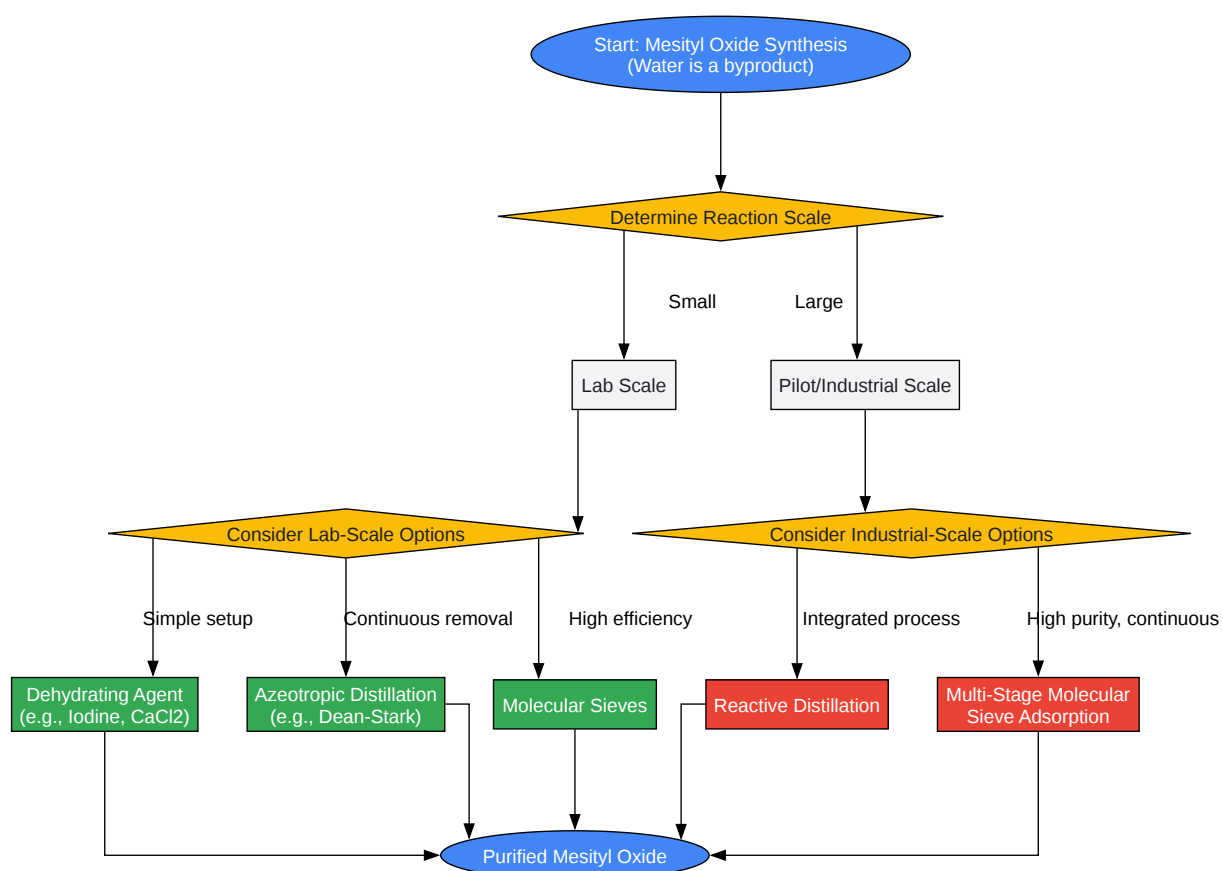 Start: Mesityl Oxide Synthesis
(Water is a byproduct)
Determine Reaction Scale
Small
Large
Lab Scale
Pilot/Industrial Scale
Consider Lab-Scale Options
Consider Industrial-Scale Options
Simple setup
Continuous removal
High efficiency
Integrated process
High purity, continuous
Dehydrating Agent
(e.g., Iodine, CaCl2)
Azeotropic Distillation
(e.g., Dean-Stark)
Molecular Sieves
Reactive Distillation
Multi-Stage Molecular
Sieve Adsorption
Purified Mesityl Oxide